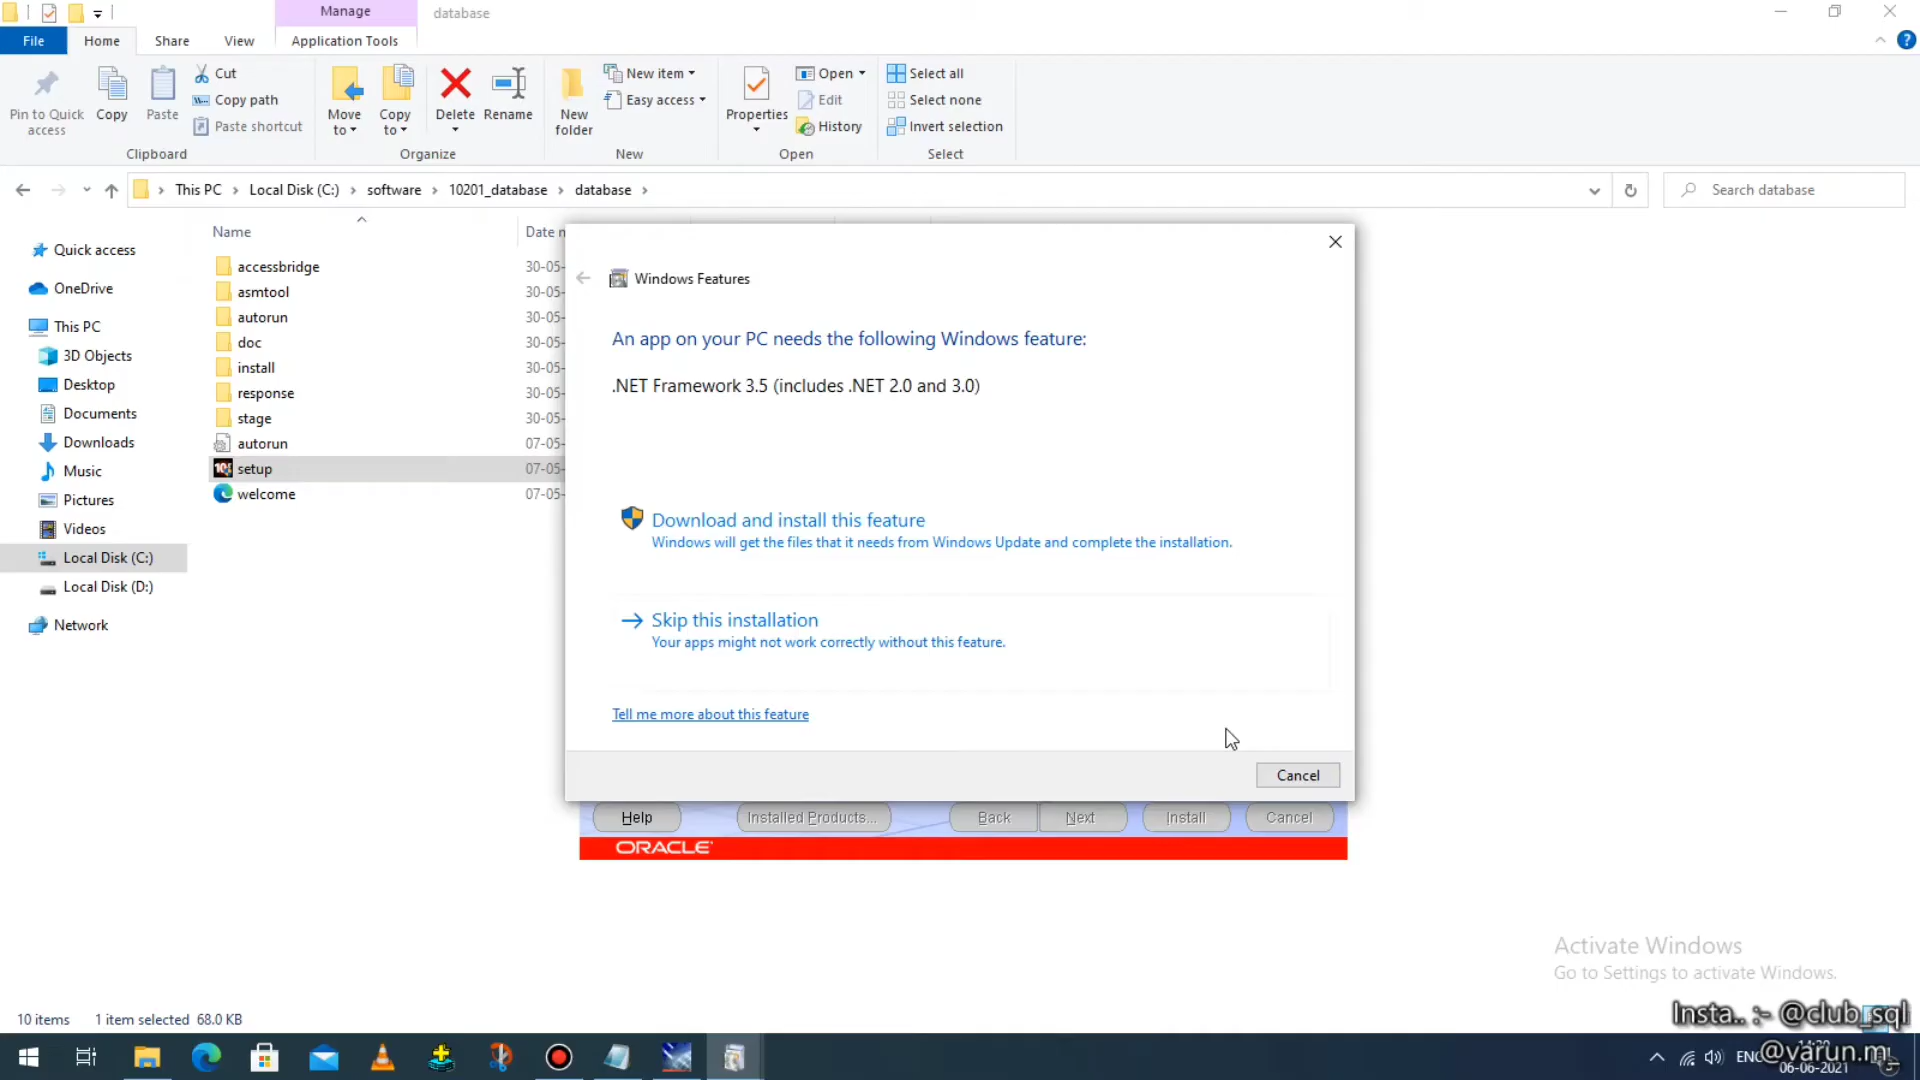 Manage
database
File
Home
Share
View
Application Tools
Pin to Quick access
Copy
Paste
Cut
Copy path
Paste shortcut
Clipboard
Move to
Copy to
Delete
Rename
Organize
New folder
New item
Easy access
New
Properties
Open
Edit
History
Open
Select all
Select none
Invert selection
Select
This PC
Local Disk (C:)
software
10201_database
database
Search database
Name
Date
Quick access
OneDrive
This PC
3D Objects
Desktop
Documents
Downloads
Music
Pictures
Videos
Local Disk (C:)
Local Disk (D:)
Network
accessbridge 30-05-
asmtool 30-05-
autorun 30-05-
doc 30-05-
install 30-05-
response 30-05-
stage 30-05-
autorun 07-05-
setup 07-05-
welcome 07-05-
Windows Features
An app on your PC needs the following Windows feature:
.NET Framework 3.5 (includes .NET 2.0 and 3.0)
Download and install this feature
Windows will get the files that it needs from Windows Update and complete the installation.
Skip this installation
Your apps might not work correctly without this feature.
Tell me more about this feature
Cancel
Help
Installed Products...
Back
Next
Install
Cancel
ORACLE
Activate Windows
Go to Settings to activate Windows.
10 items
1 item selected 68.0 KB
Insta.. :- @club_sql
@varun.m
06-06-2021